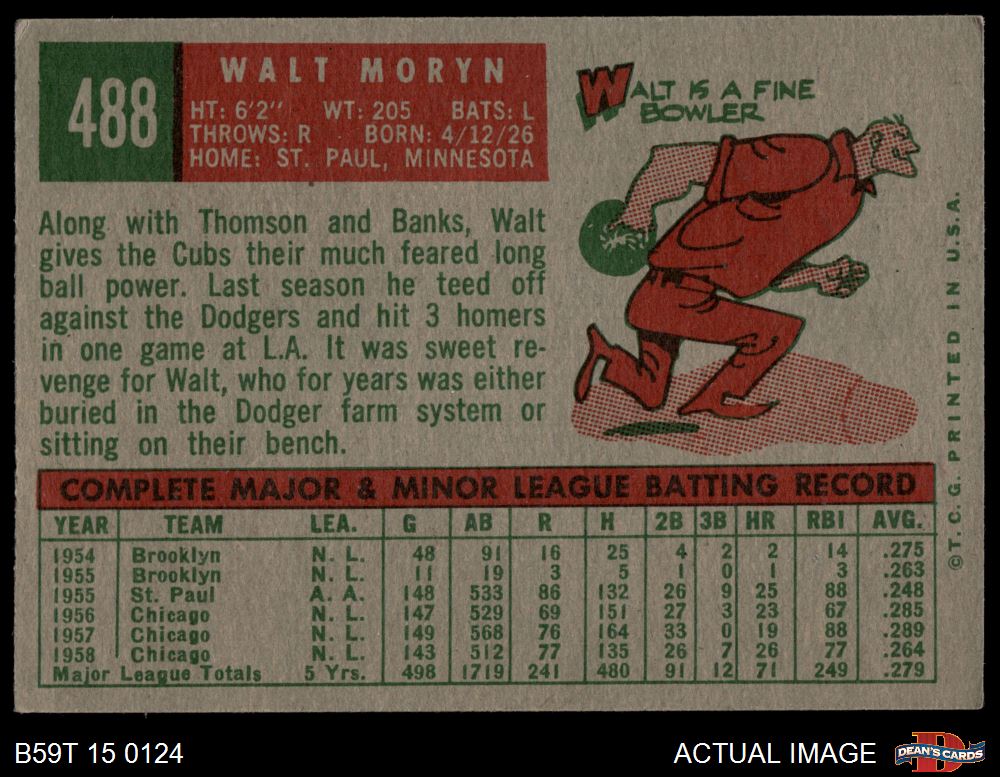 488
WALT MORYN
HT: 6'2" WT: 205 BATS: L
THROWS: R BORN: 4/12/26
HOME: ST. PAUL, MINNESOTA
WALT IS A FINE
BOWLER
Along with Thomson and Banks, Walt
gives the Cubs their much feared long
ball power. Last season he teed off
against the Dodgers and hit 3 homers
in one game at L.A. It was sweet re-
venge for Walt, who for years was either
buried in the Dodger farm system or
sitting on their bench.
COMPLETE MAJOR & MINOR LEAGUE BATTING RECORD
YEAR TEAM LEA. G AB R H 2B 3B HR RBI AVG.
1954 Brooklyn N. L. 48 91 16 25 4 2 2 14 .275
1955 Brooklyn N. L. 11 19 3 5 1 0 1 3 .263
1955 St. Paul A. A. 148 533 86 132 26 9 25 88 .248
1956 Chicago N. L. 147 529 69 151 27 3 23 67 .285
1957 Chicago N. L. 149 568 76 164 33 0 19 88 .289
1958 Chicago N. L. 143 512 77 135 26 7 26 77 .264
Major League Totals 5 Yrs. 498 1719 241 480 91 12 71 249 .279
©T.C.G. PRINTED IN U.S.A.
B59T 15 0124
ACTUAL IMAGE
DEAN'S CARDS